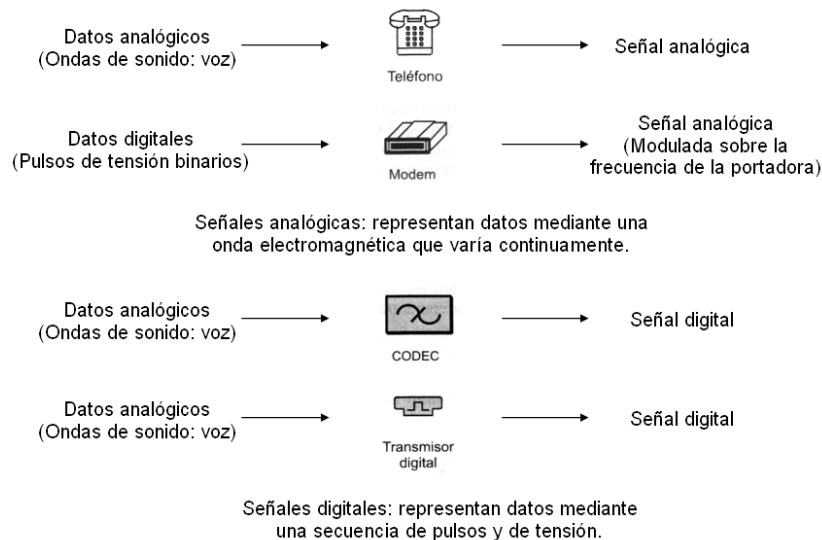 Datos analógicos
(Ondas de sonido: voz)
Teléfono
Señal analógica
Datos digitales
(Pulsos de tensión binarios)
Modem
Señal analógica
(Modulada sobre la
frecuencia de la portadora)
Señales analógicas: representan datos mediante una
onda electromagnética que varía continuamente.
Datos analógicos
(Ondas de sonido: voz)
CODEC
Señal digital
Datos analógicos
(Ondas de sonido: voz)
Transmisor
digital
Señal digital
Señales digitales: representan datos mediante
una secuencia de pulsos y de tensión.